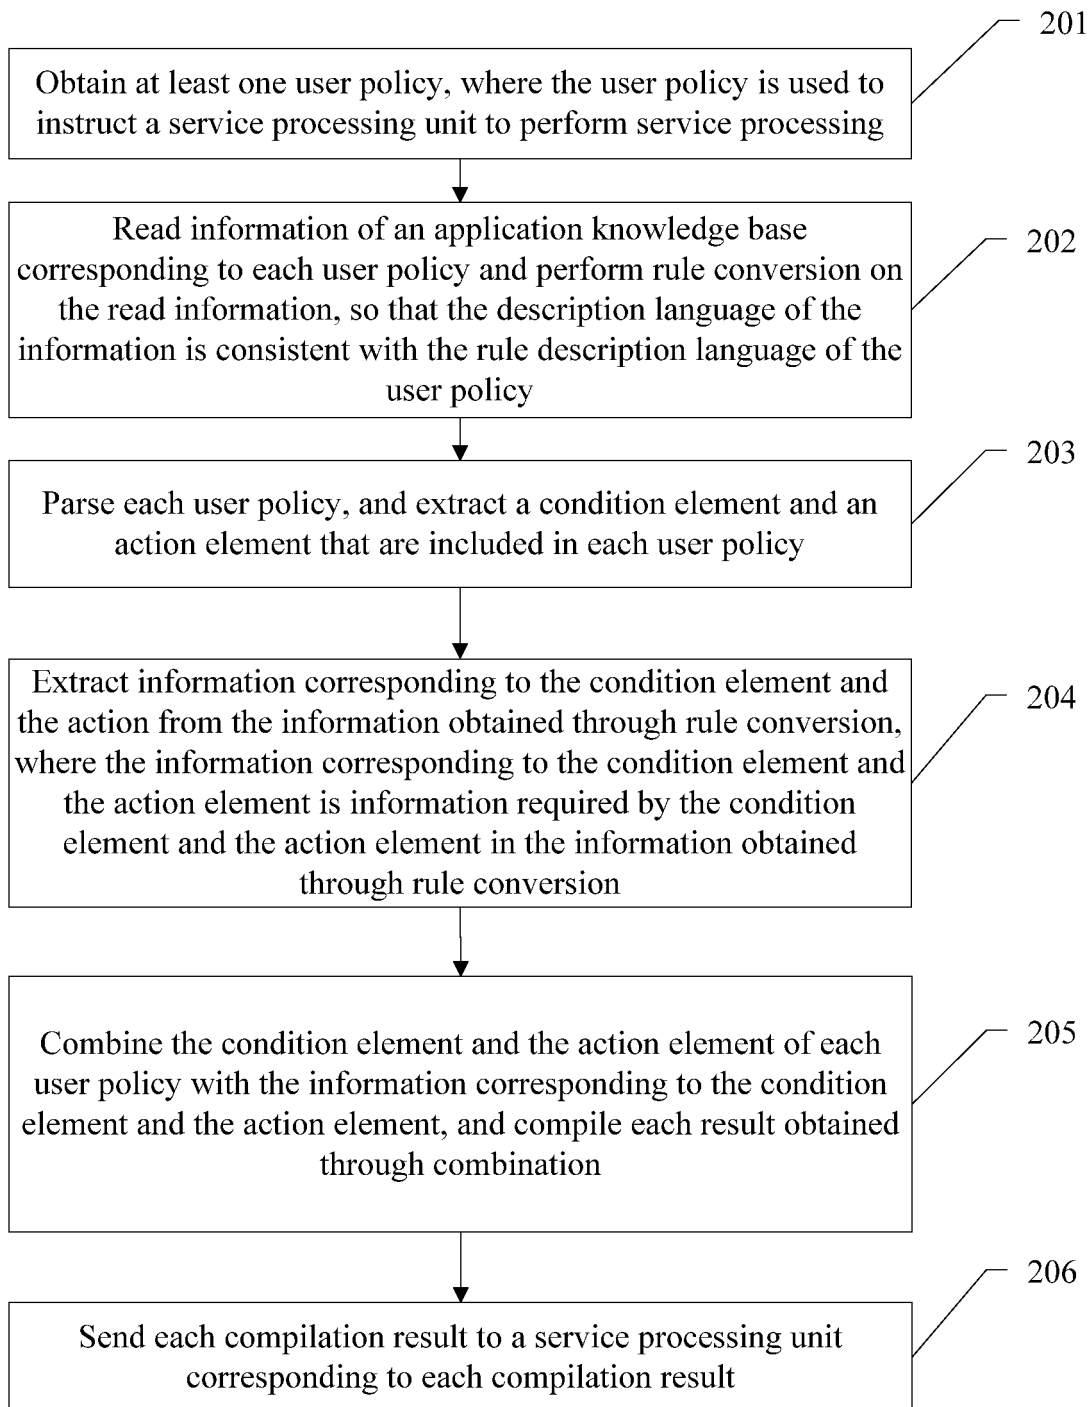 201
Obtain at least one user policy, where the user policy is used to
instruct a service processing unit to perform service processing
202
Read information of an application knowledge base
corresponding to each user policy and perform rule conversion on
the read information, so that the description language of the
information is consistent with the rule description language of the
user policy
203
Parse each user policy, and extract a condition element and an
action element that are included in each user policy
204
Extract information corresponding to the condition element and
the action from the information obtained through rule conversion,
where the information corresponding to the condition element and
the action element is information required by the condition
element and the action element in the information obtained
through rule conversion
205
Combine the condition element and the action element of each
user policy with the information corresponding to the condition
element and the action element, and compile each result obtained
through combination
206
Send each compilation result to a service processing unit
corresponding to each compilation result